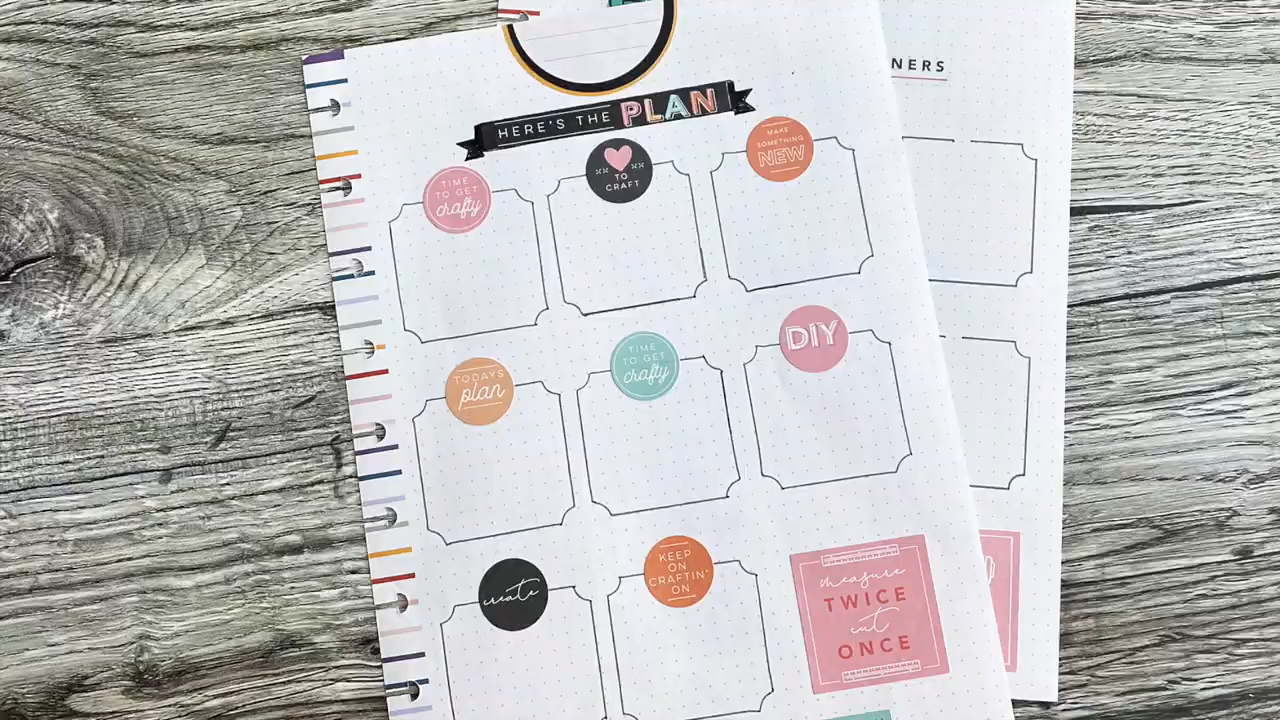 NERS
HERE'S THE PLAN
TIME
TO GET
crafty
TO
CRAFT
MAKE
SOMETHING
NEW
TODAYS
plan
TIME
TO GET
crafty
DIY
create
KEEP
ON
CRAFTIN'
ON
measure
TWICE
cut
ONCE